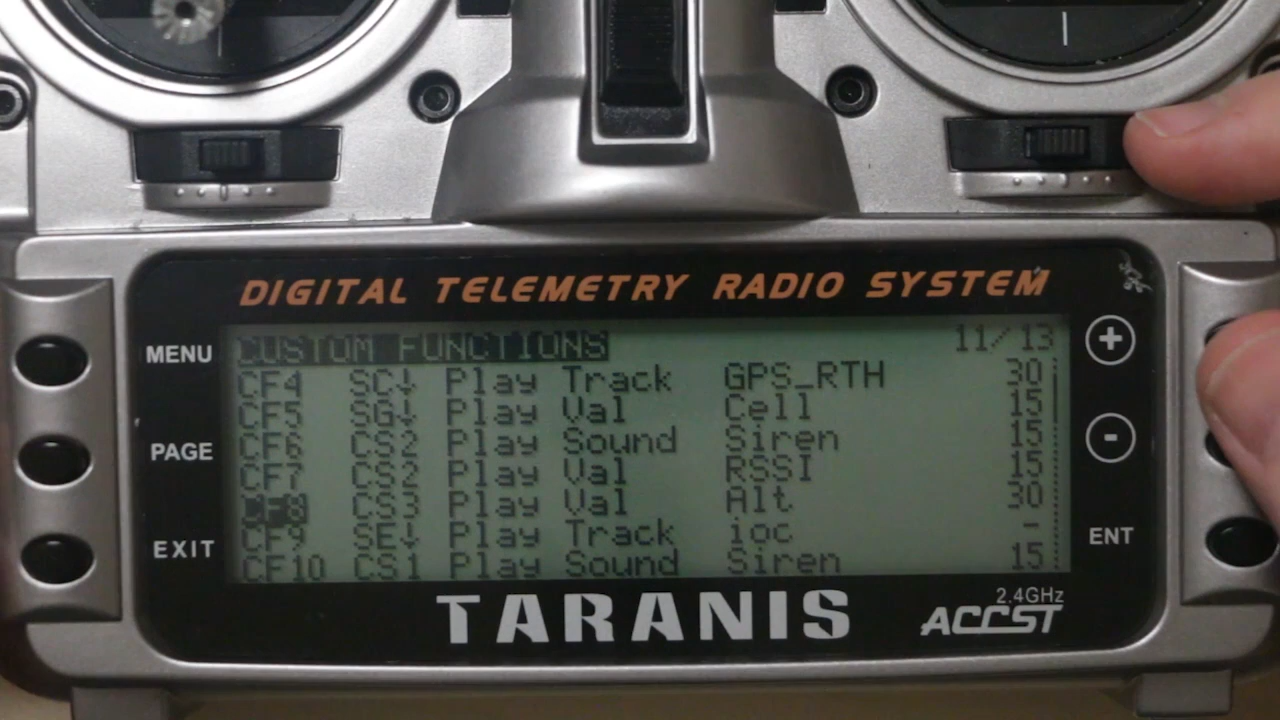 DIGITAL TELEMETRY RADIO SYSTEM
CUSTOM FUNCTIONS 11/13
CF4 SC↓ Play Track GPS_RTH 30
CF5 SG↓ Play Val Cell 15
CF6 CS2 Play Sound Siren 15
CF7 CS2 Play Val RSSI 15
CF8 CS3 Play Val Alt 30
CF9 SE↓ Play Track ioc -
CF10 CS1 Play Sound Siren 15
MENU
PAGE
EXIT
+
-
ENT
TARANIS
2.4GHz
ACCST